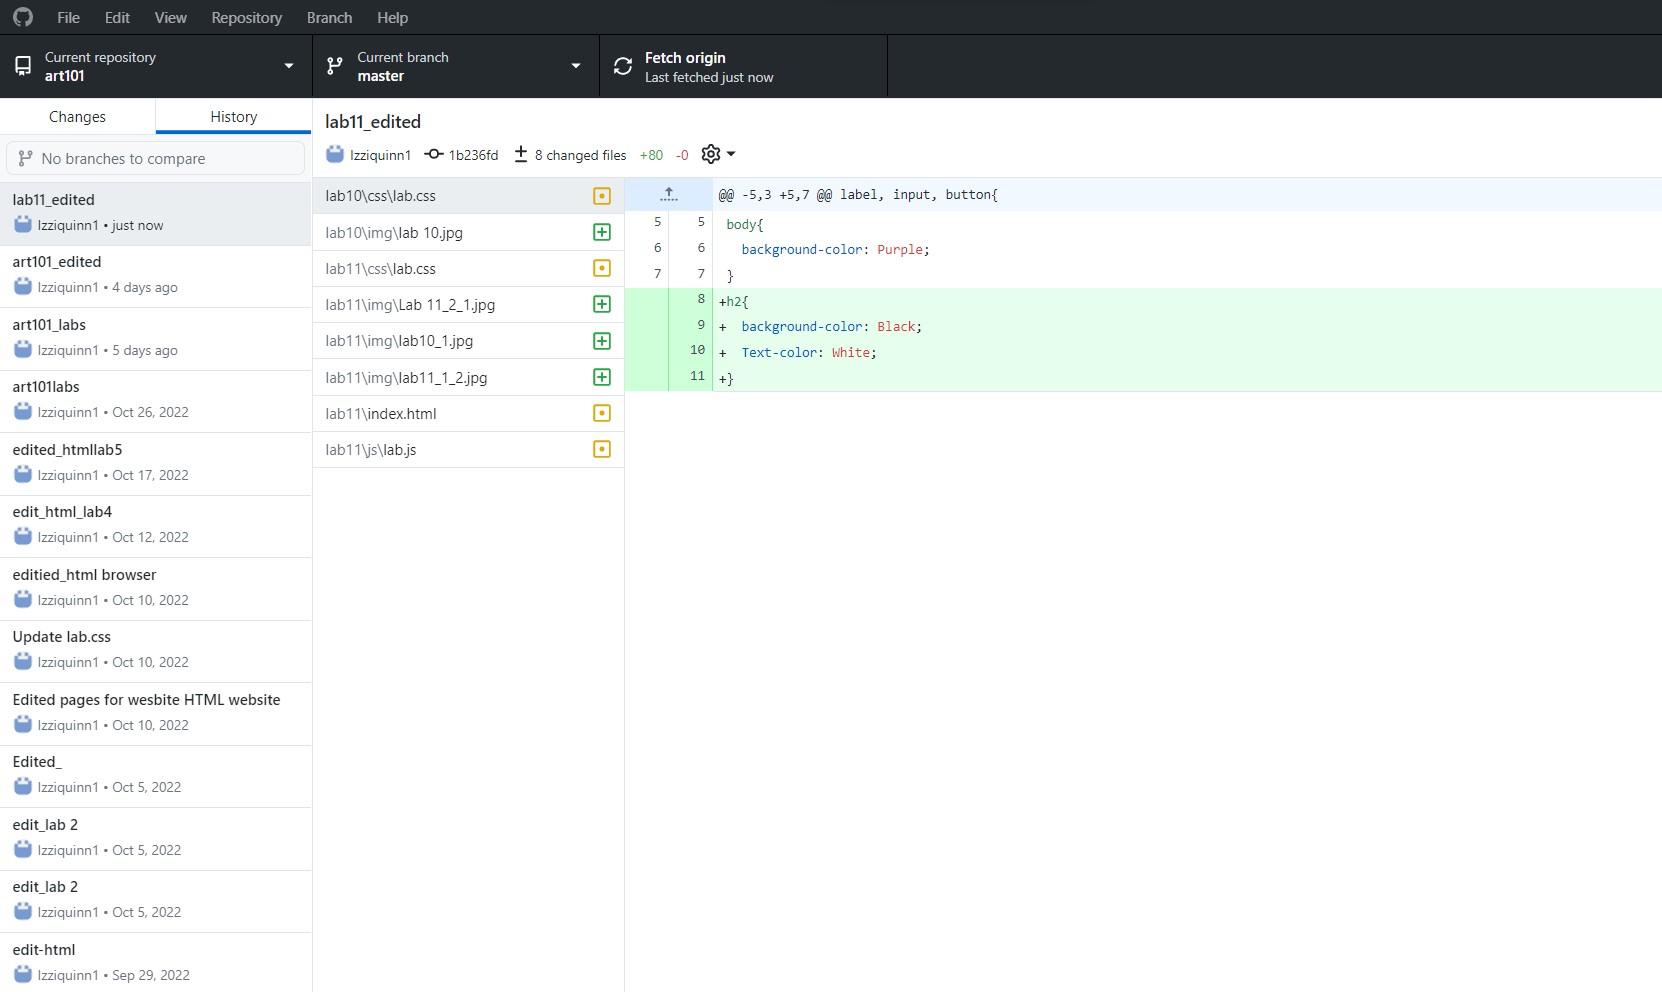 File Edit View Repository Branch Help
Current repository
art101
Current branch
master
Fetch origin
Last fetched just now
Changes History
No branches to compare
lab11_edited
Izziquinn1 • just now
art101_edited
Izziquinn1 • 4 days ago
art101_labs
Izziquinn1 • 5 days ago
art101labs
Izziquinn1 • Oct 26, 2022
edited_htmllab5
Izziquinn1 • Oct 17, 2022
edit_html_lab4
Izziquinn1 • Oct 12, 2022
editied_html browser
Izziquinn1 • Oct 10, 2022
Update lab.css
Izziquinn1 • Oct 10, 2022
Edited pages for wesbite HTML website
Izziquinn1 • Oct 10, 2022
Edited_
Izziquinn1 • Oct 5, 2022
edit_lab 2
Izziquinn1 • Oct 5, 2022
edit_lab 2
Izziquinn1 • Oct 5, 2022
edit-html
Izziquinn1 • Sep 29, 2022
lab11_edited
Izziquinn1 1b236fd 8 changed files +80 -0
lab10\css\lab.css
lab10\img\lab 10.jpg
lab11\css\lab.css
lab11\img\Lab 11_2_1.jpg
lab11\img\lab10_1.jpg
lab11\img\lab11_1_2.jpg
lab11\index.html
lab11\js\lab.js
@@ -5,3 +5,7 @@ label, input, button{
5 5 body{
6 6 background-color: Purple;
7 7 }
8 +h2{
9 + background-color: Black;
10 + Text-color: White;
11 +}